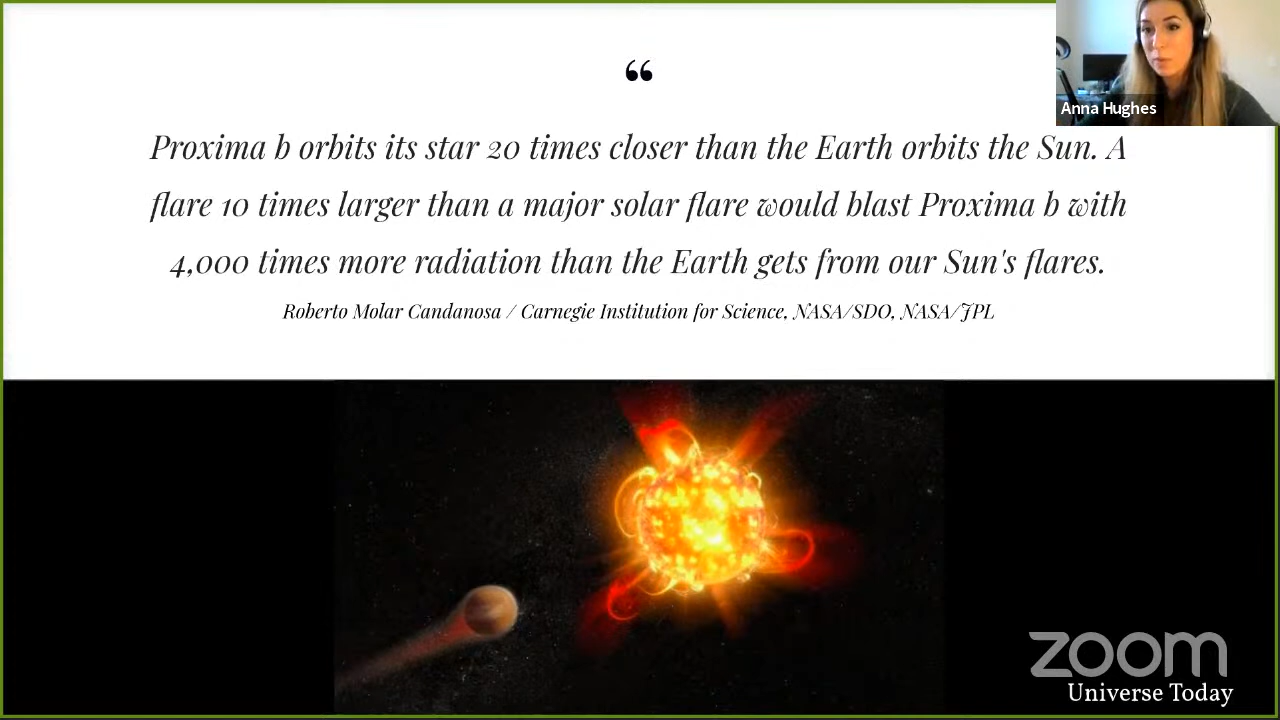 “
Proxima b orbits its star 20 times closer than the Earth orbits the Sun. A
flare 10 times larger than a major solar flare would blast Proxima b with
4,000 times more radiation than the Earth gets from our Sun's flares.
Roberto Molar Candanosa / Carnegie Institution for Science, NASA/SDO, NASA/JPL
Anna Hughes
zoom
Universe Today